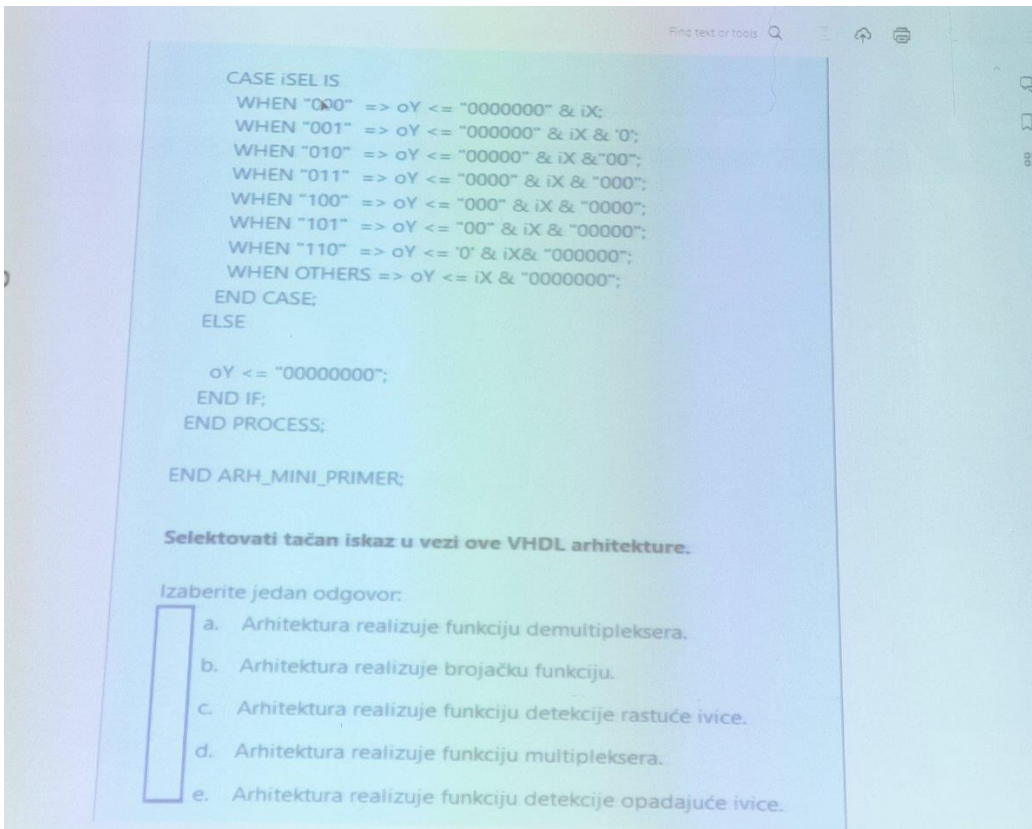 Find text or tools
CASE iSEL IS
WHEN "000" => oY <= "0000000" & iX;
WHEN "001" => oY <= "000000" & iX & '0';
WHEN "010" => oY <= "00000" & iX &"00";
WHEN "011" => oY <= "0000" & iX & "000";
WHEN "100" => oY <= "000" & iX & "0000";
WHEN "101" => oY <= "00" & iX & "00000";
WHEN "110" => oY <= '0' & iX& "000000";
WHEN OTHERS => oY <= iX & "0000000";
END CASE;
ELSE
oY <= "00000000";
END IF;
END PROCESS;
END ARH_MINI_PRIMER;
Selektovati tačan iskaz u vezi ove VHDL arhitekture.
Izaberite jedan odgovor:
a. Arhitektura realizuje funkciju demultipleksera.
b. Arhitektura realizuje brojačku funkciju.
c. Arhitektura realizuje funkciju detekcije rastuće ivice.
d. Arhitektura realizuje funkciju multipleksera.
e. Arhitektura realizuje funkciju detekcije opadajuće ivice.